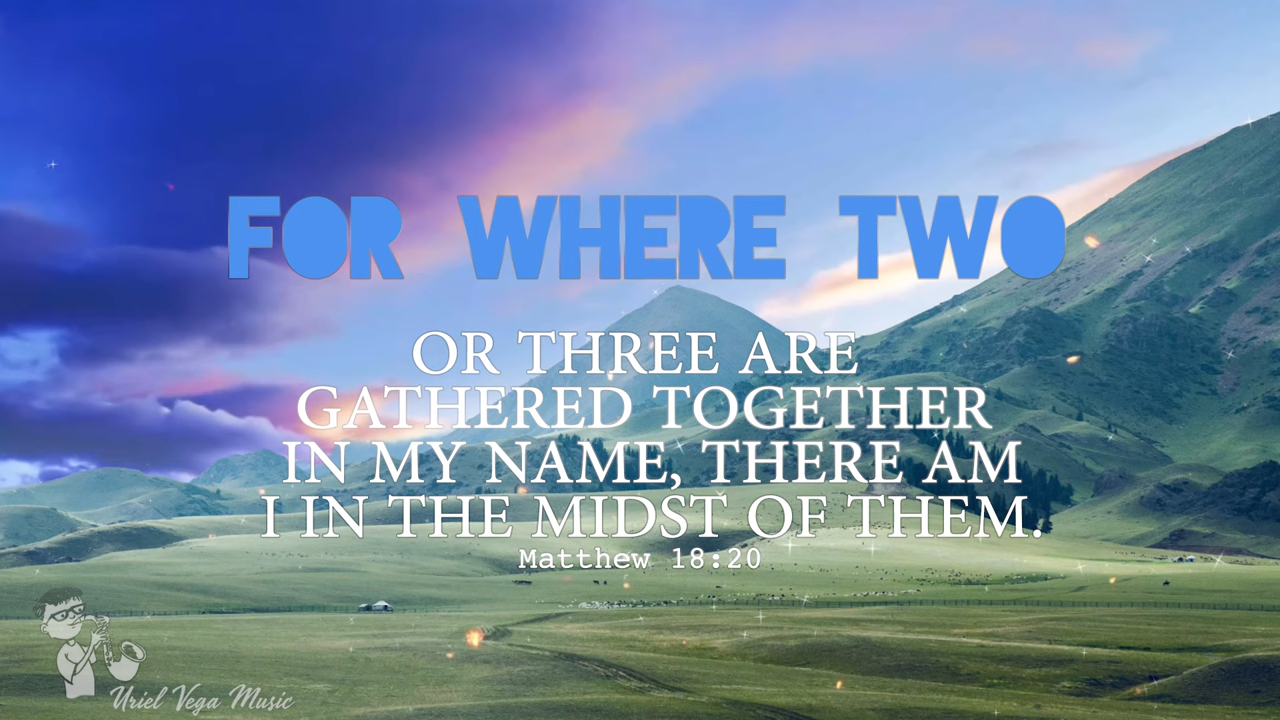 FOR WHERE TWO
OR THREE ARE
GATHERED TOGETHER
IN MY NAME, THERE AM
I IN THE MIDST OF THEM.
Matthew 18:20
Uriel Vega Music